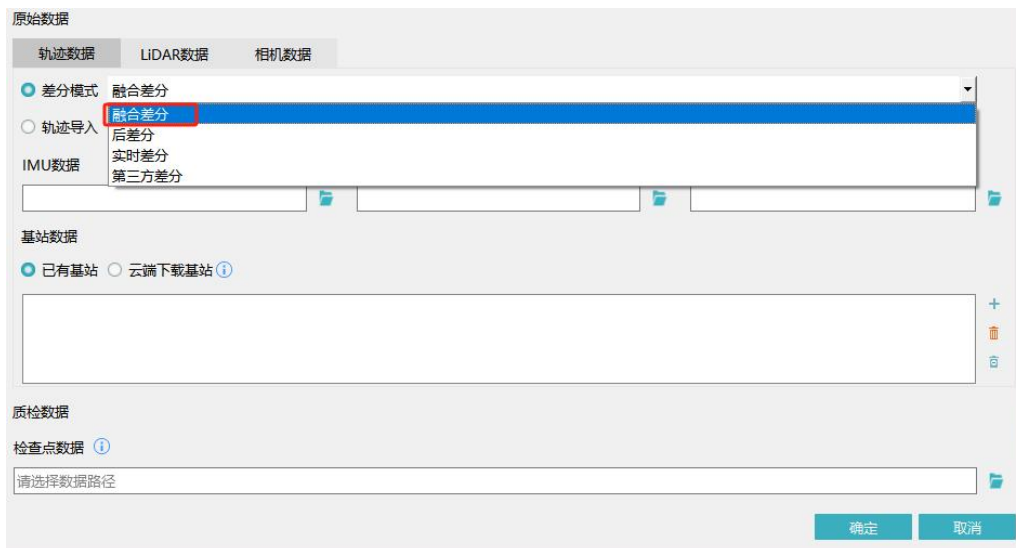 原始数据
轨迹数据 LiDAR数据 相机数据
差分模式 融合差分
融合差分
轨迹导入
后差分
实时差分
IMU数据
第三方差分
基站数据
已有基站 云端下载基站
质检数据
检查点数据
请选择数据路径
确定 取消